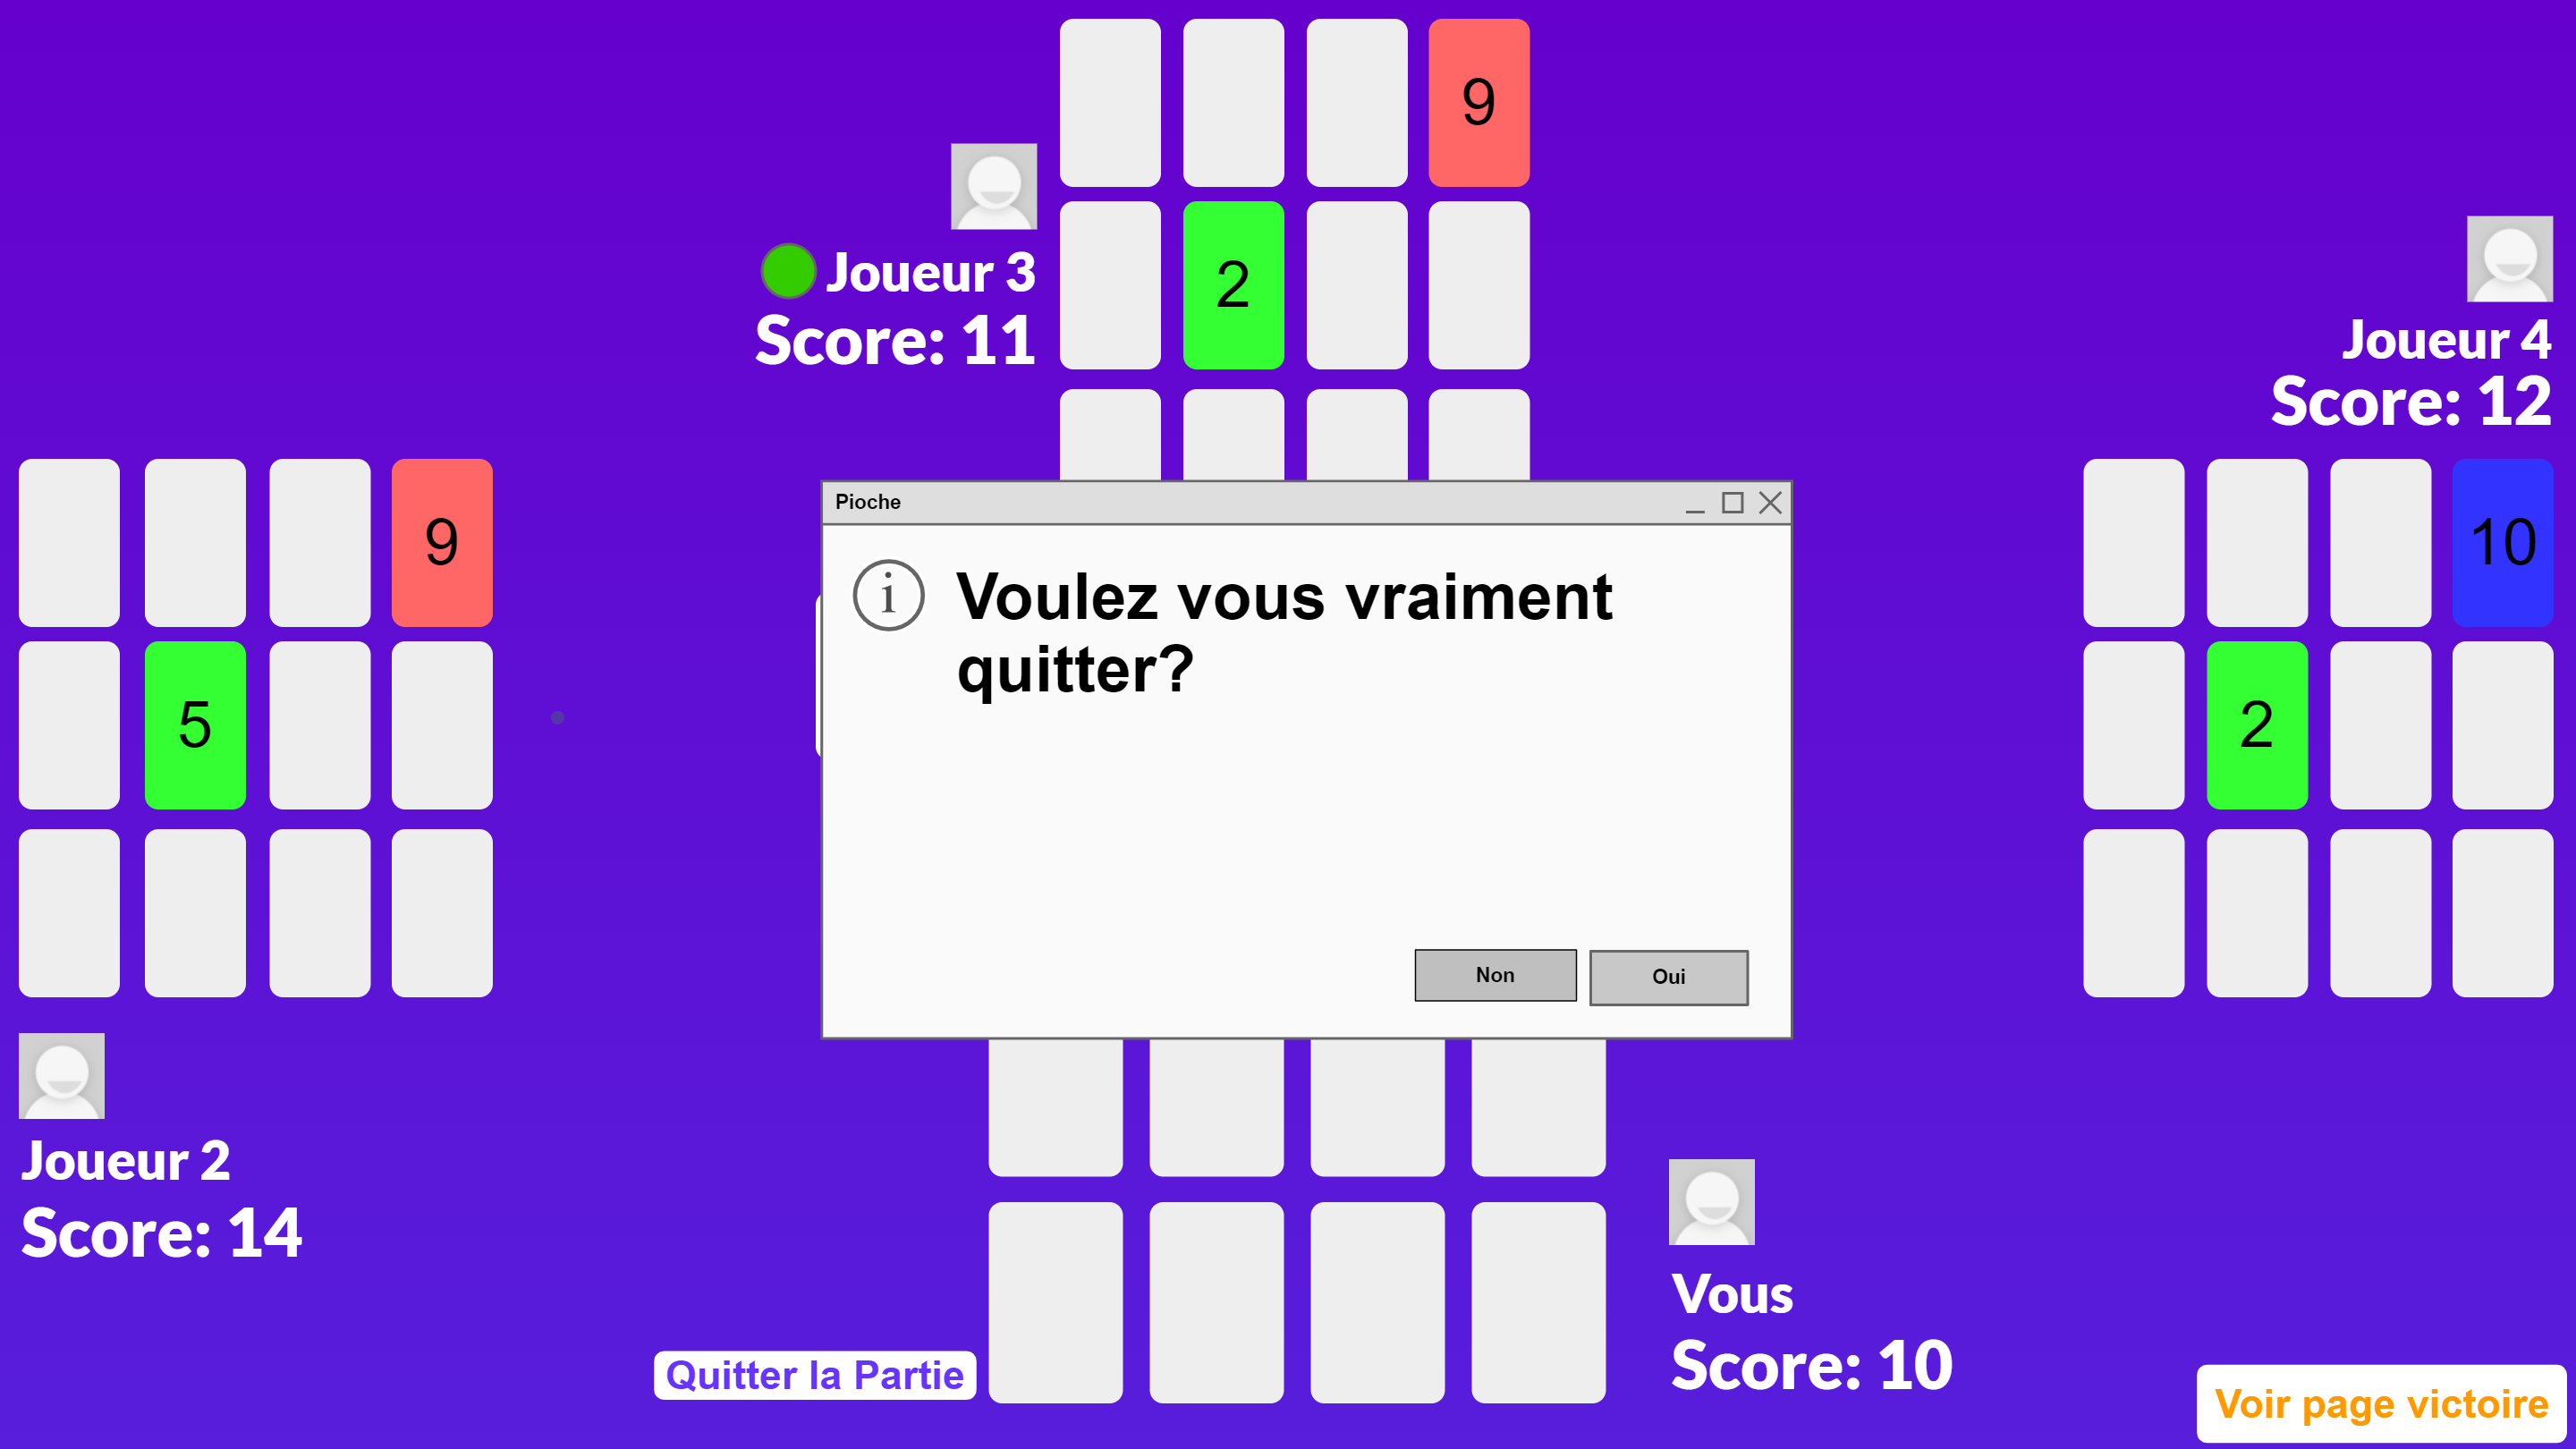 9
2
Joueur 3
Score: 11
Joueur 4
Score: 12
9
5
10
2
Pioche
i
Voulez vous vraiment
quitter?
Non
Oui
Joueur 2
Score: 14
Vous
Score: 10
Quitter la Partie
Voir page victoire